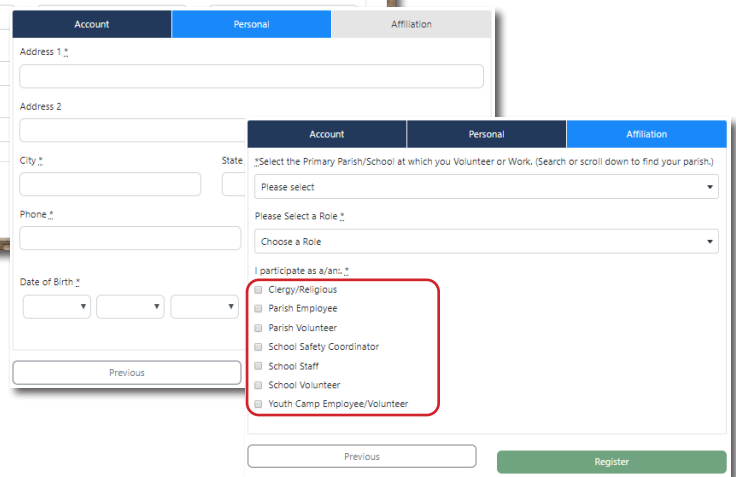 Account Personal Affiliation
Address 1 *
Address 2
City * State
Phone *
Date of Birth *
Previous
Account Personal Affiliation
*Select the Primary Parish/School at which you Volunteer or Work. (Search or scroll down to find your parish.)
Please select
Please Select a Role *
Choose a Role
I participate as a/an:. *
Clergy/Religious
Parish Employee
Parish Volunteer
School Safety Coordinator
School Staff
School Volunteer
Youth Camp Employee/Volunteer
Previous Register